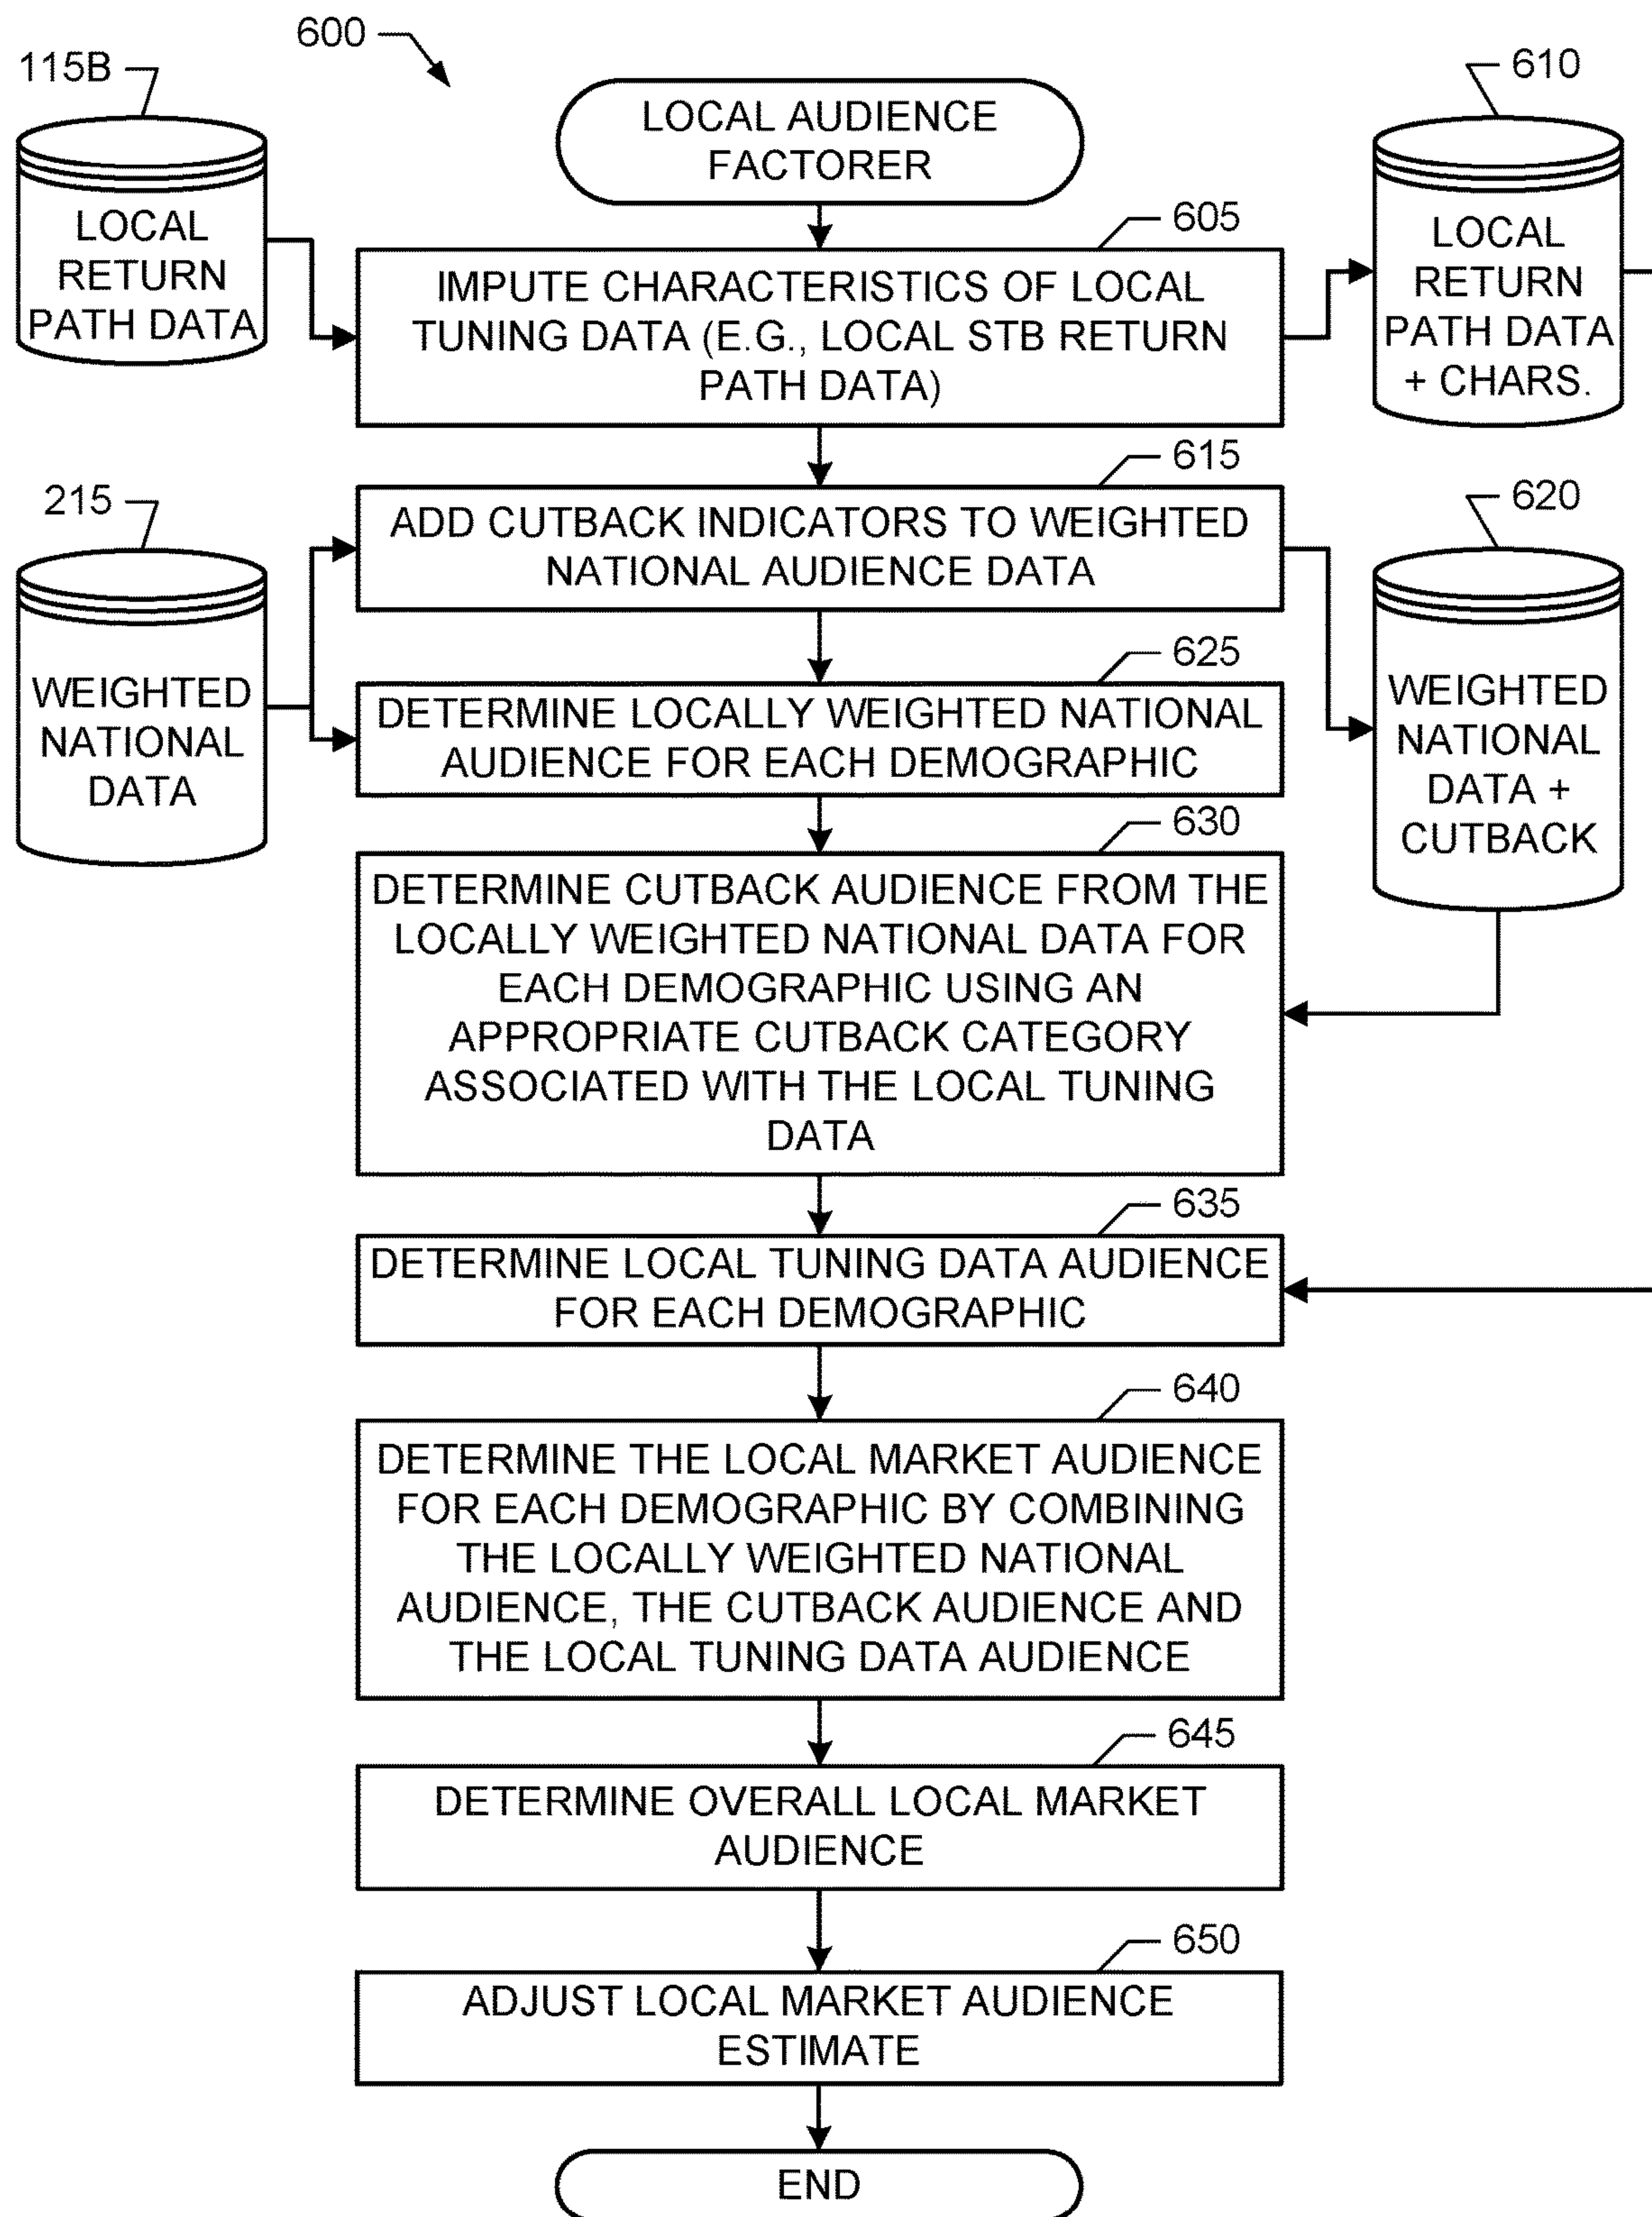 600
115B
610
LOCAL AUDIENCE
FACTORER
605
LOCAL
RETURN
PATH DATA
IMPUTE CHARACTERISTICS OF LOCAL
TUNING DATA (E.G., LOCAL STB RETURN
PATH DATA)
LOCAL
RETURN
PATH DATA
+ CHARS.
615
215
620
ADD CUTBACK INDICATORS TO WEIGHTED
NATIONAL AUDIENCE DATA
625
WEIGHTED
NATIONAL
DATA
DETERMINE LOCALLY WEIGHTED NATIONAL
AUDIENCE FOR EACH DEMOGRAPHIC
WEIGHTED
NATIONAL
DATA +
CUTBACK
630
DETERMINE CUTBACK AUDIENCE FROM THE
LOCALLY WEIGHTED NATIONAL DATA FOR
EACH DEMOGRAPHIC USING AN
APPROPRIATE CUTBACK CATEGORY
ASSOCIATED WITH THE LOCAL TUNING
DATA
635
DETERMINE LOCAL TUNING DATA AUDIENCE
FOR EACH DEMOGRAPHIC
640
DETERMINE THE LOCAL MARKET AUDIENCE
FOR EACH DEMOGRAPHIC BY COMBINING
THE LOCALLY WEIGHTED NATIONAL
AUDIENCE, THE CUTBACK AUDIENCE AND
THE LOCAL TUNING DATA AUDIENCE
645
DETERMINE OVERALL LOCAL MARKET
AUDIENCE
650
ADJUST LOCAL MARKET AUDIENCE
ESTIMATE
END